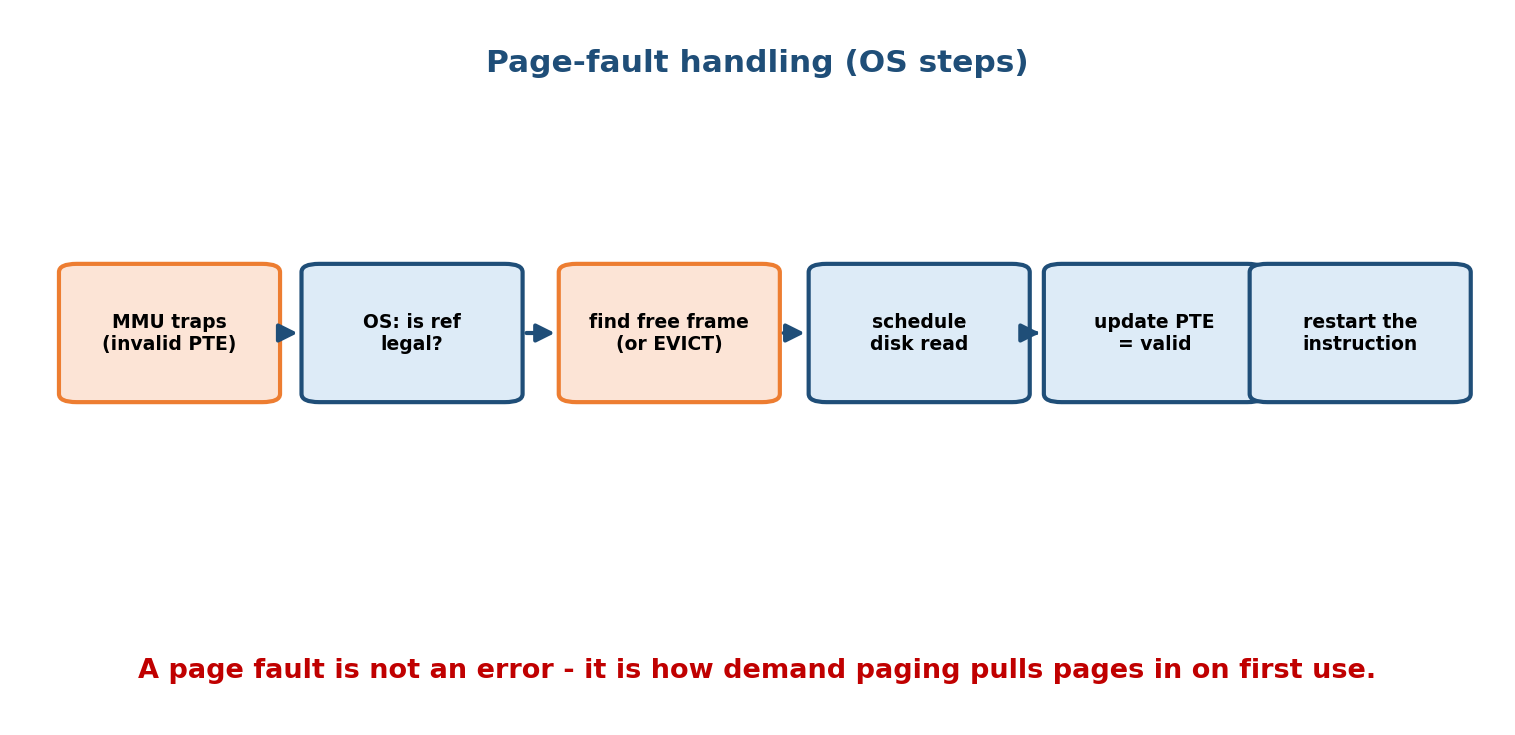 Page-fault handling (OS steps)
MMU traps
(invalid PTE)
OS: is ref
legal?
find free frame
(or EVICT)
schedule
disk read
update PTE
= valid
restart the
instruction
A page fault is not an error - it is how demand paging pulls pages in on first use.